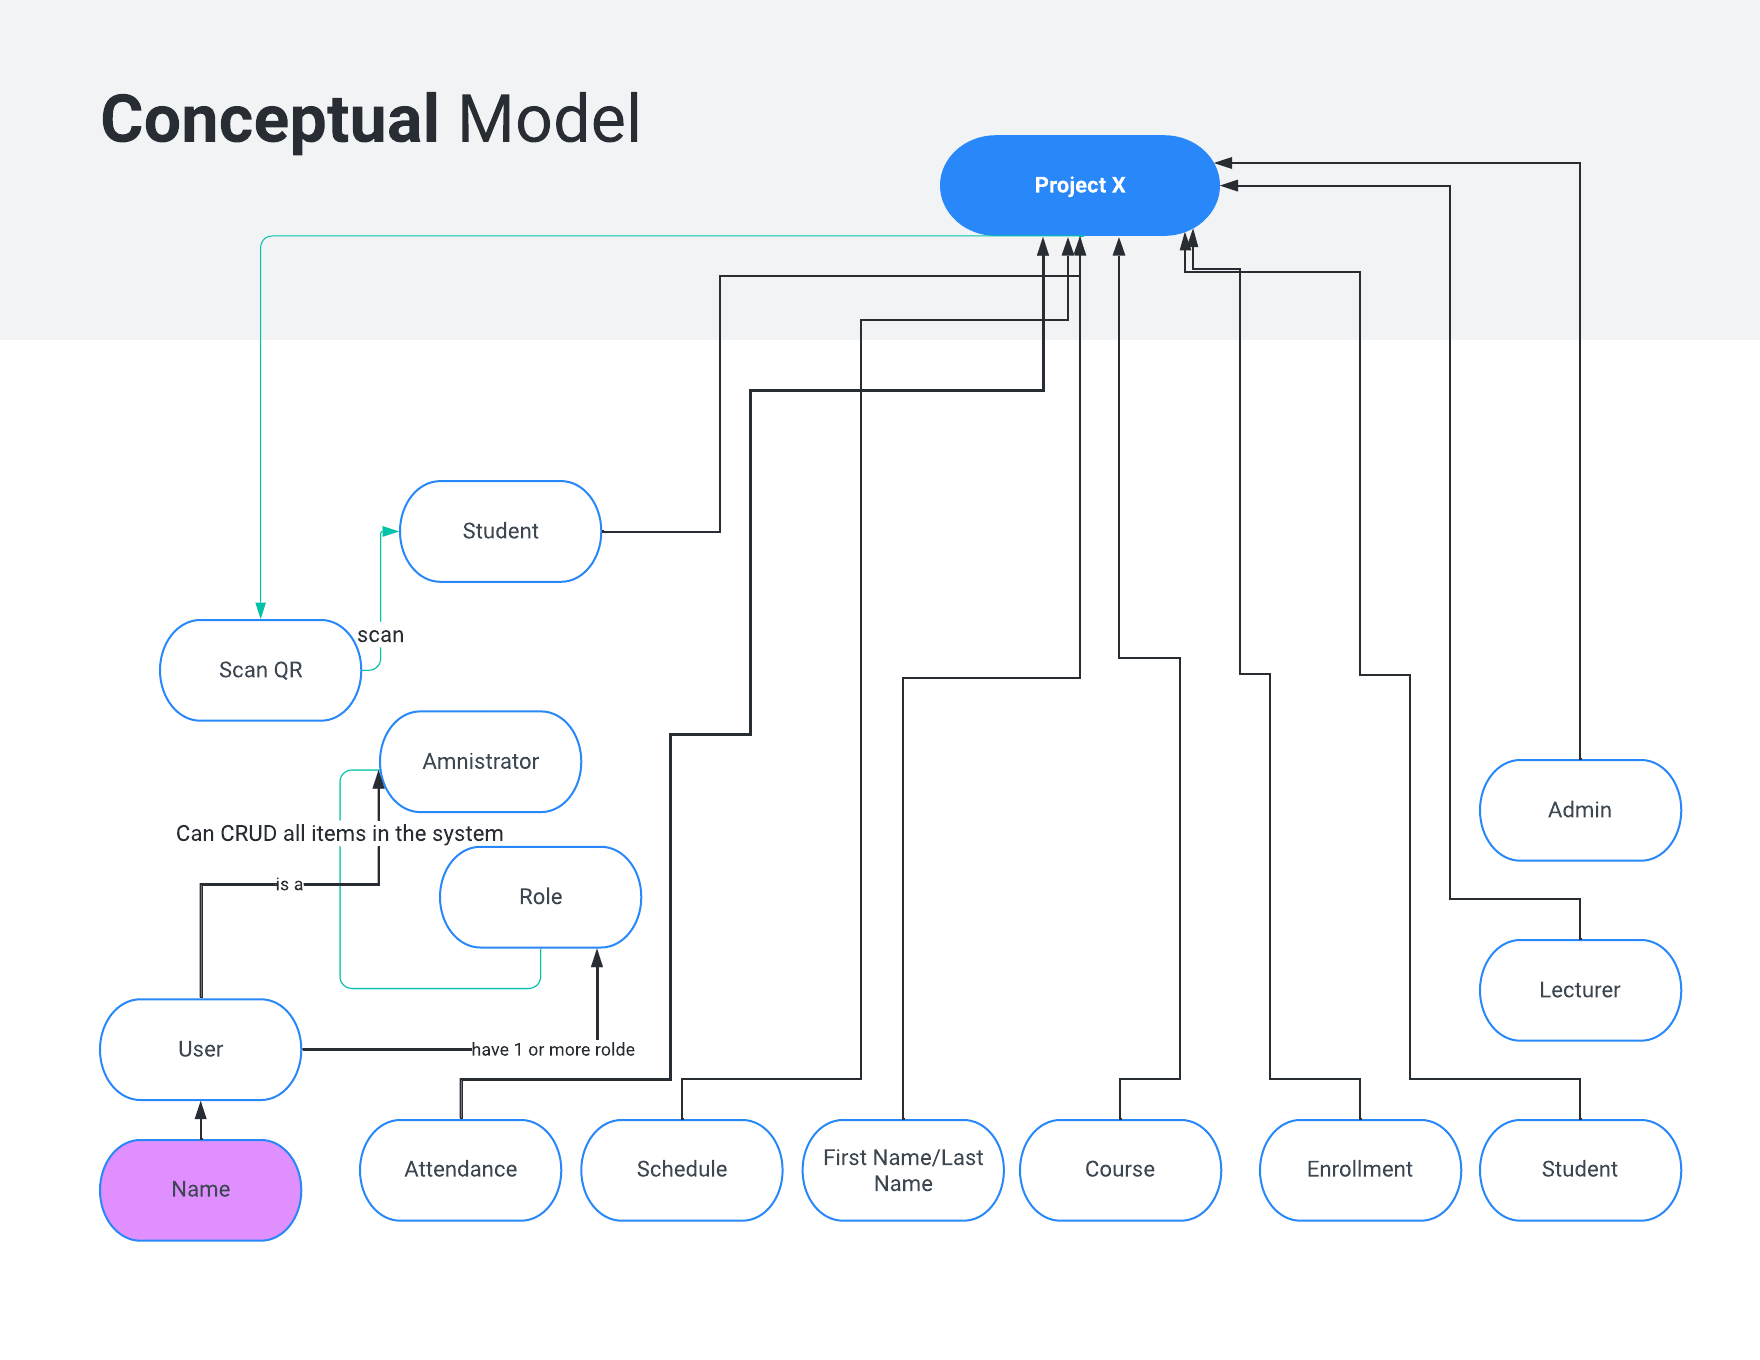 Conceptual Model
Project X
Student
scan
Scan QR
Amnistrator
Can CRUD all items in the system
is a
Role
Admin
Lecturer
User
have 1 or more rolde
Name
Attendance
Schedule
First Name/Last
Name
Course
Enrollment
Student